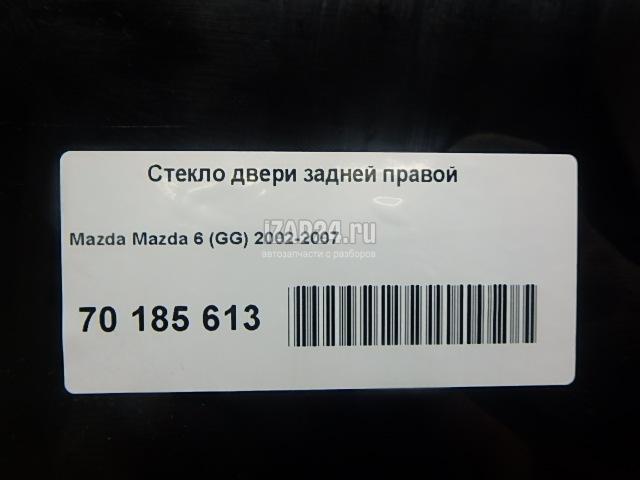 Стекло двери задней правой
iZAP24.ru
Mazda Mazda 6 (GG) 2002-2007
автозапчасти с разборов
70 185 613